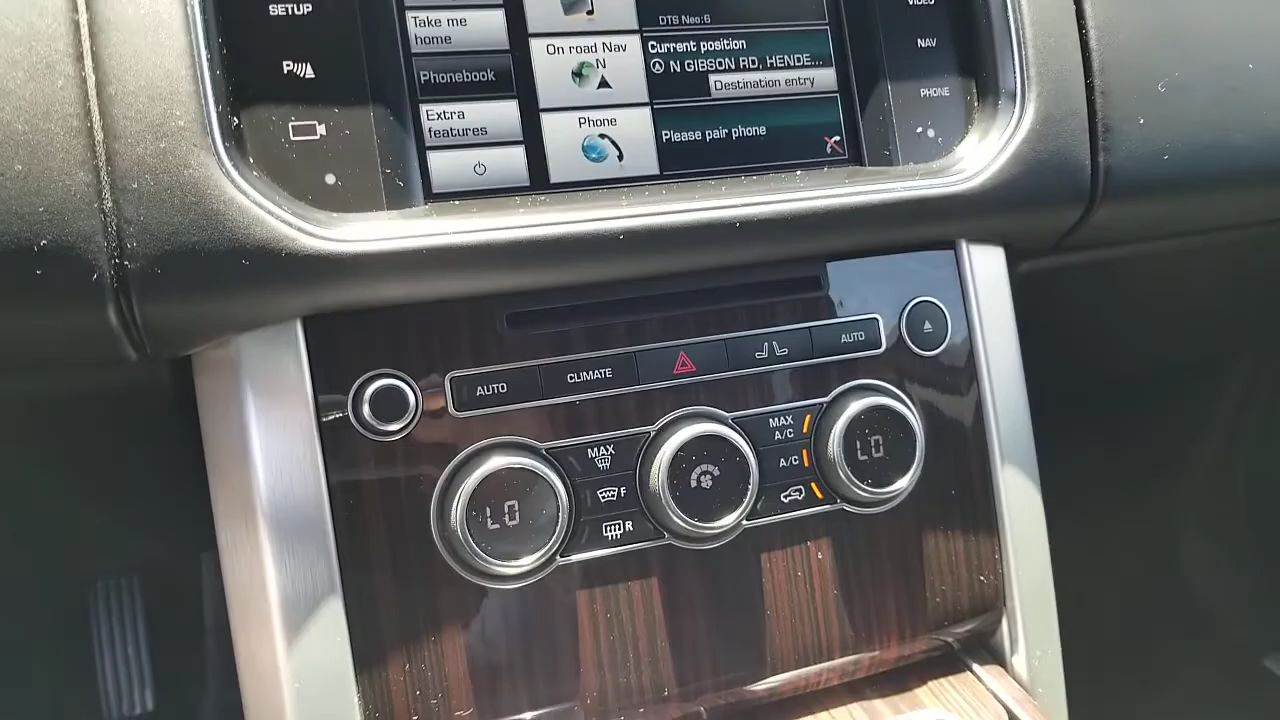 SETUP
Take me
home
Phonebook
Extra
features
On road Nav
N
Phone
DTS Neo:6
Current position
N GIBSON RD, HENDE...
Destination entry
Please pair phone
VIDEO
NAV
PHONE
P
AUTO
CLIMATE
AUTO
MAX
F
R
MAX
A/C
A/C
LO
LO